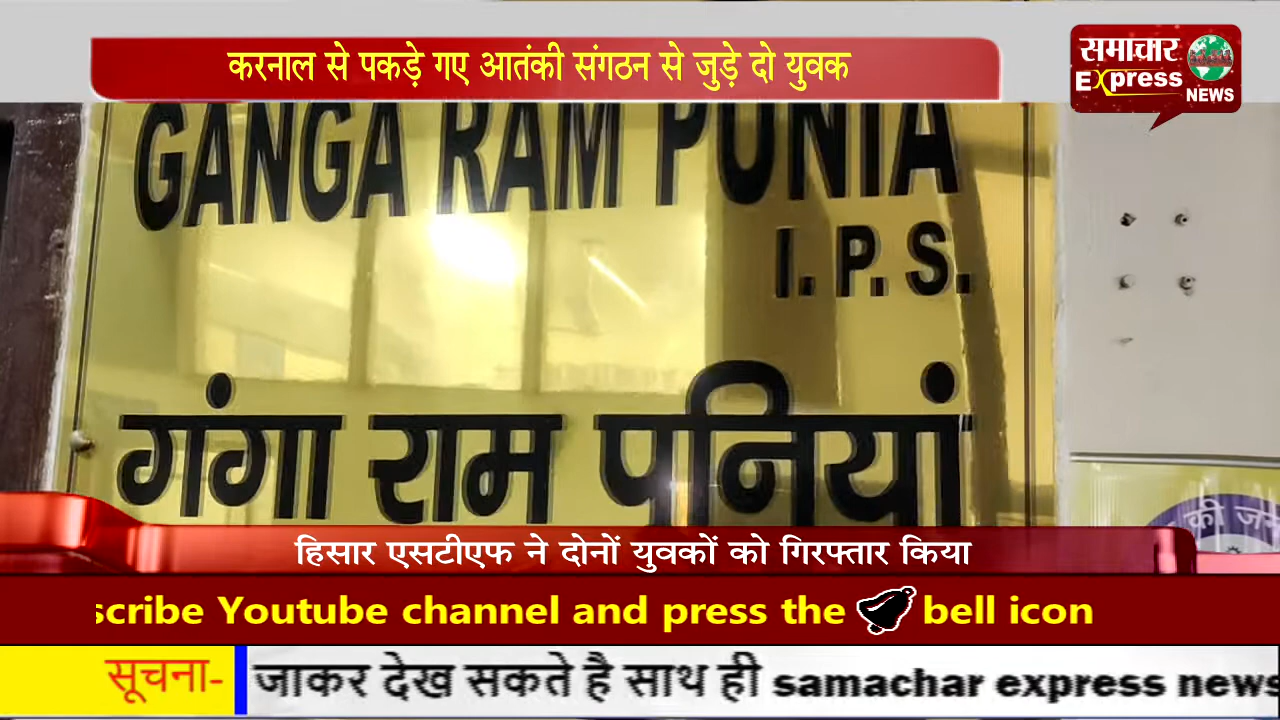 करनाल से पकड़े गए आतंकी संगठन से जुड़े दो युवक
समाचार
Express
NEWS
GANGA RAM PUNIA
I.P.S.
गंगा राम पुनियां
की जन
हिसार एसटीएफ ने दोनों युवकों को गिरफ्तार किया
scribe Youtube channel and press the bell icon
सूचना- जाकर देख सकते है साथ ही samachar express news